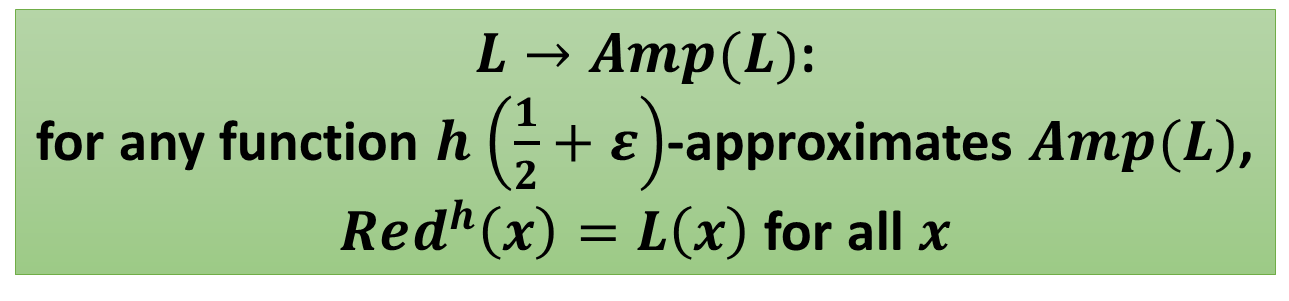 L → Amp(L):
for any function h (1/2 + ε)-approximates Amp(L),
Red^h(x) = L(x) for all x